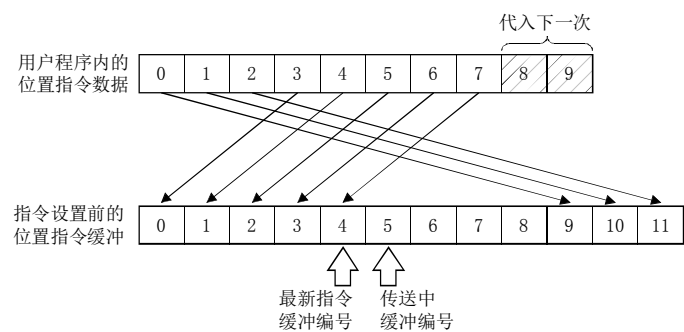 代入下一次
用户程序内的
位置指令数据
0 1 2 3 4 5 6 7 8 9
指令设置前的
位置指令缓冲
0 1 2 3 4 5 6 7 8 9 10 11
最新指令 传送中
缓冲编号 缓冲编号